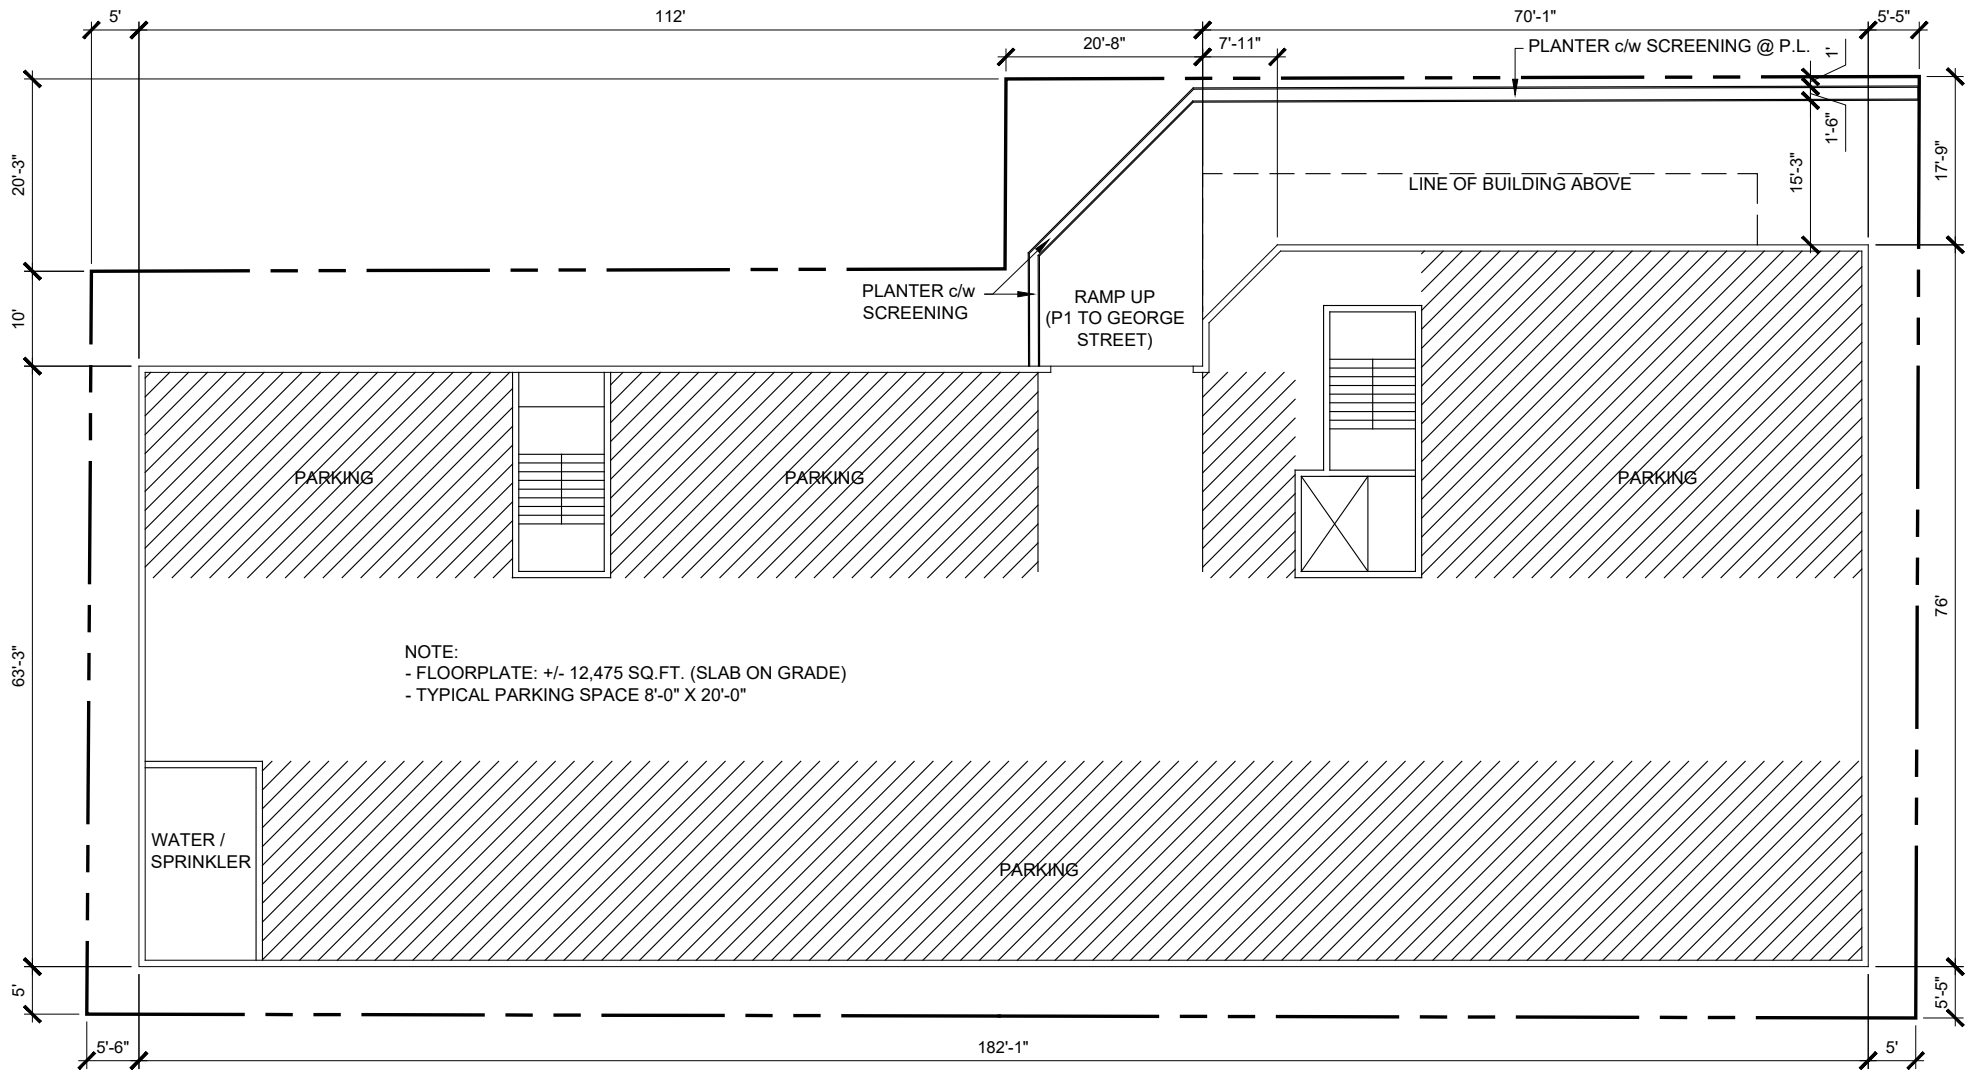 5'
112'
70'-1"
5'-5"
20'-8"
7'-11"
PLANTER c/w SCREENING @ P.L.
1'
1'-6"
20'-3"
15'-3"
17'-9"
LINE OF BUILDING ABOVE
10'
PLANTER c/w
SCREENING
RAMP UP
(P1 TO GEORGE
STREET)
PARKING
PARKING
PARKING
63'-3"
76'
NOTE:
- FLOORPLATE: +/- 12,475 SQ.FT. (SLAB ON GRADE)
- TYPICAL PARKING SPACE 8'-0" X 20'-0"
WATER /
SPRINKLER
PARKING
5'
5'-5"
5'-6"
182'-1"
5'